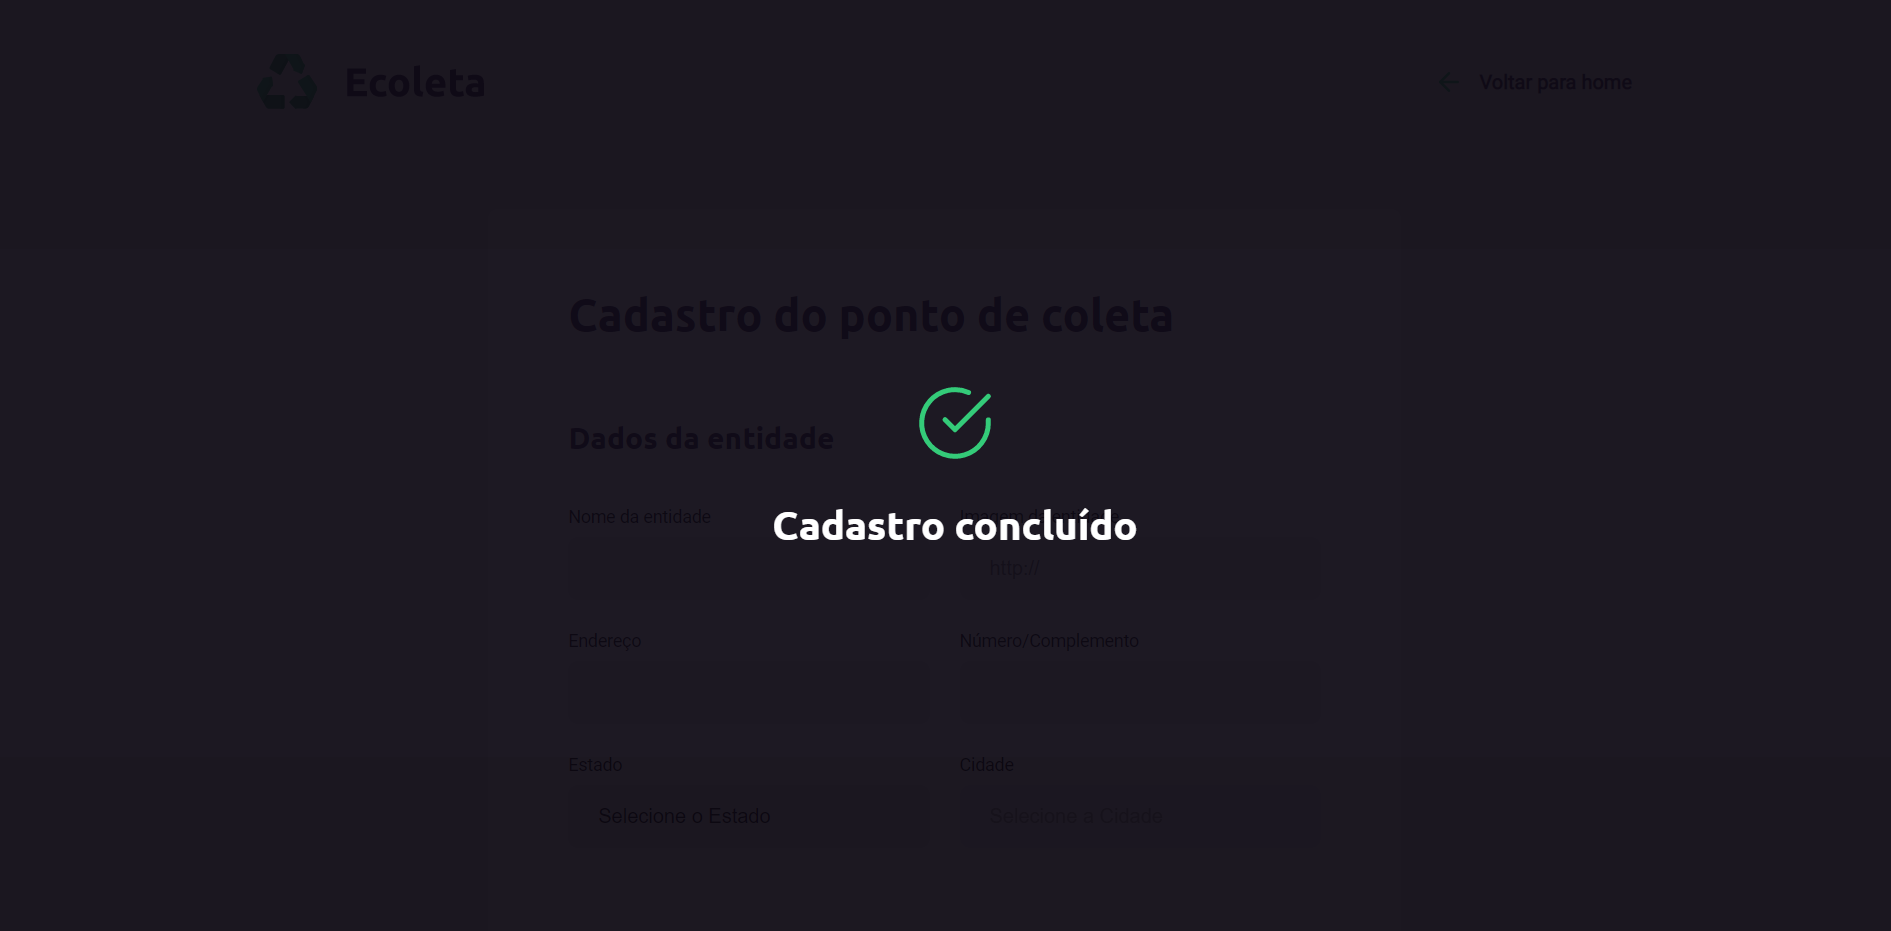 Ecoleta
Voltar para home
Cadastro do ponto de coleta
Dados da entidade
Nome da entidade
Imagem
Cadastro concluído
http://
Endereço
Número/Complemento
Estado
Cidade
Selecione o Estado
Selecione a Cidade